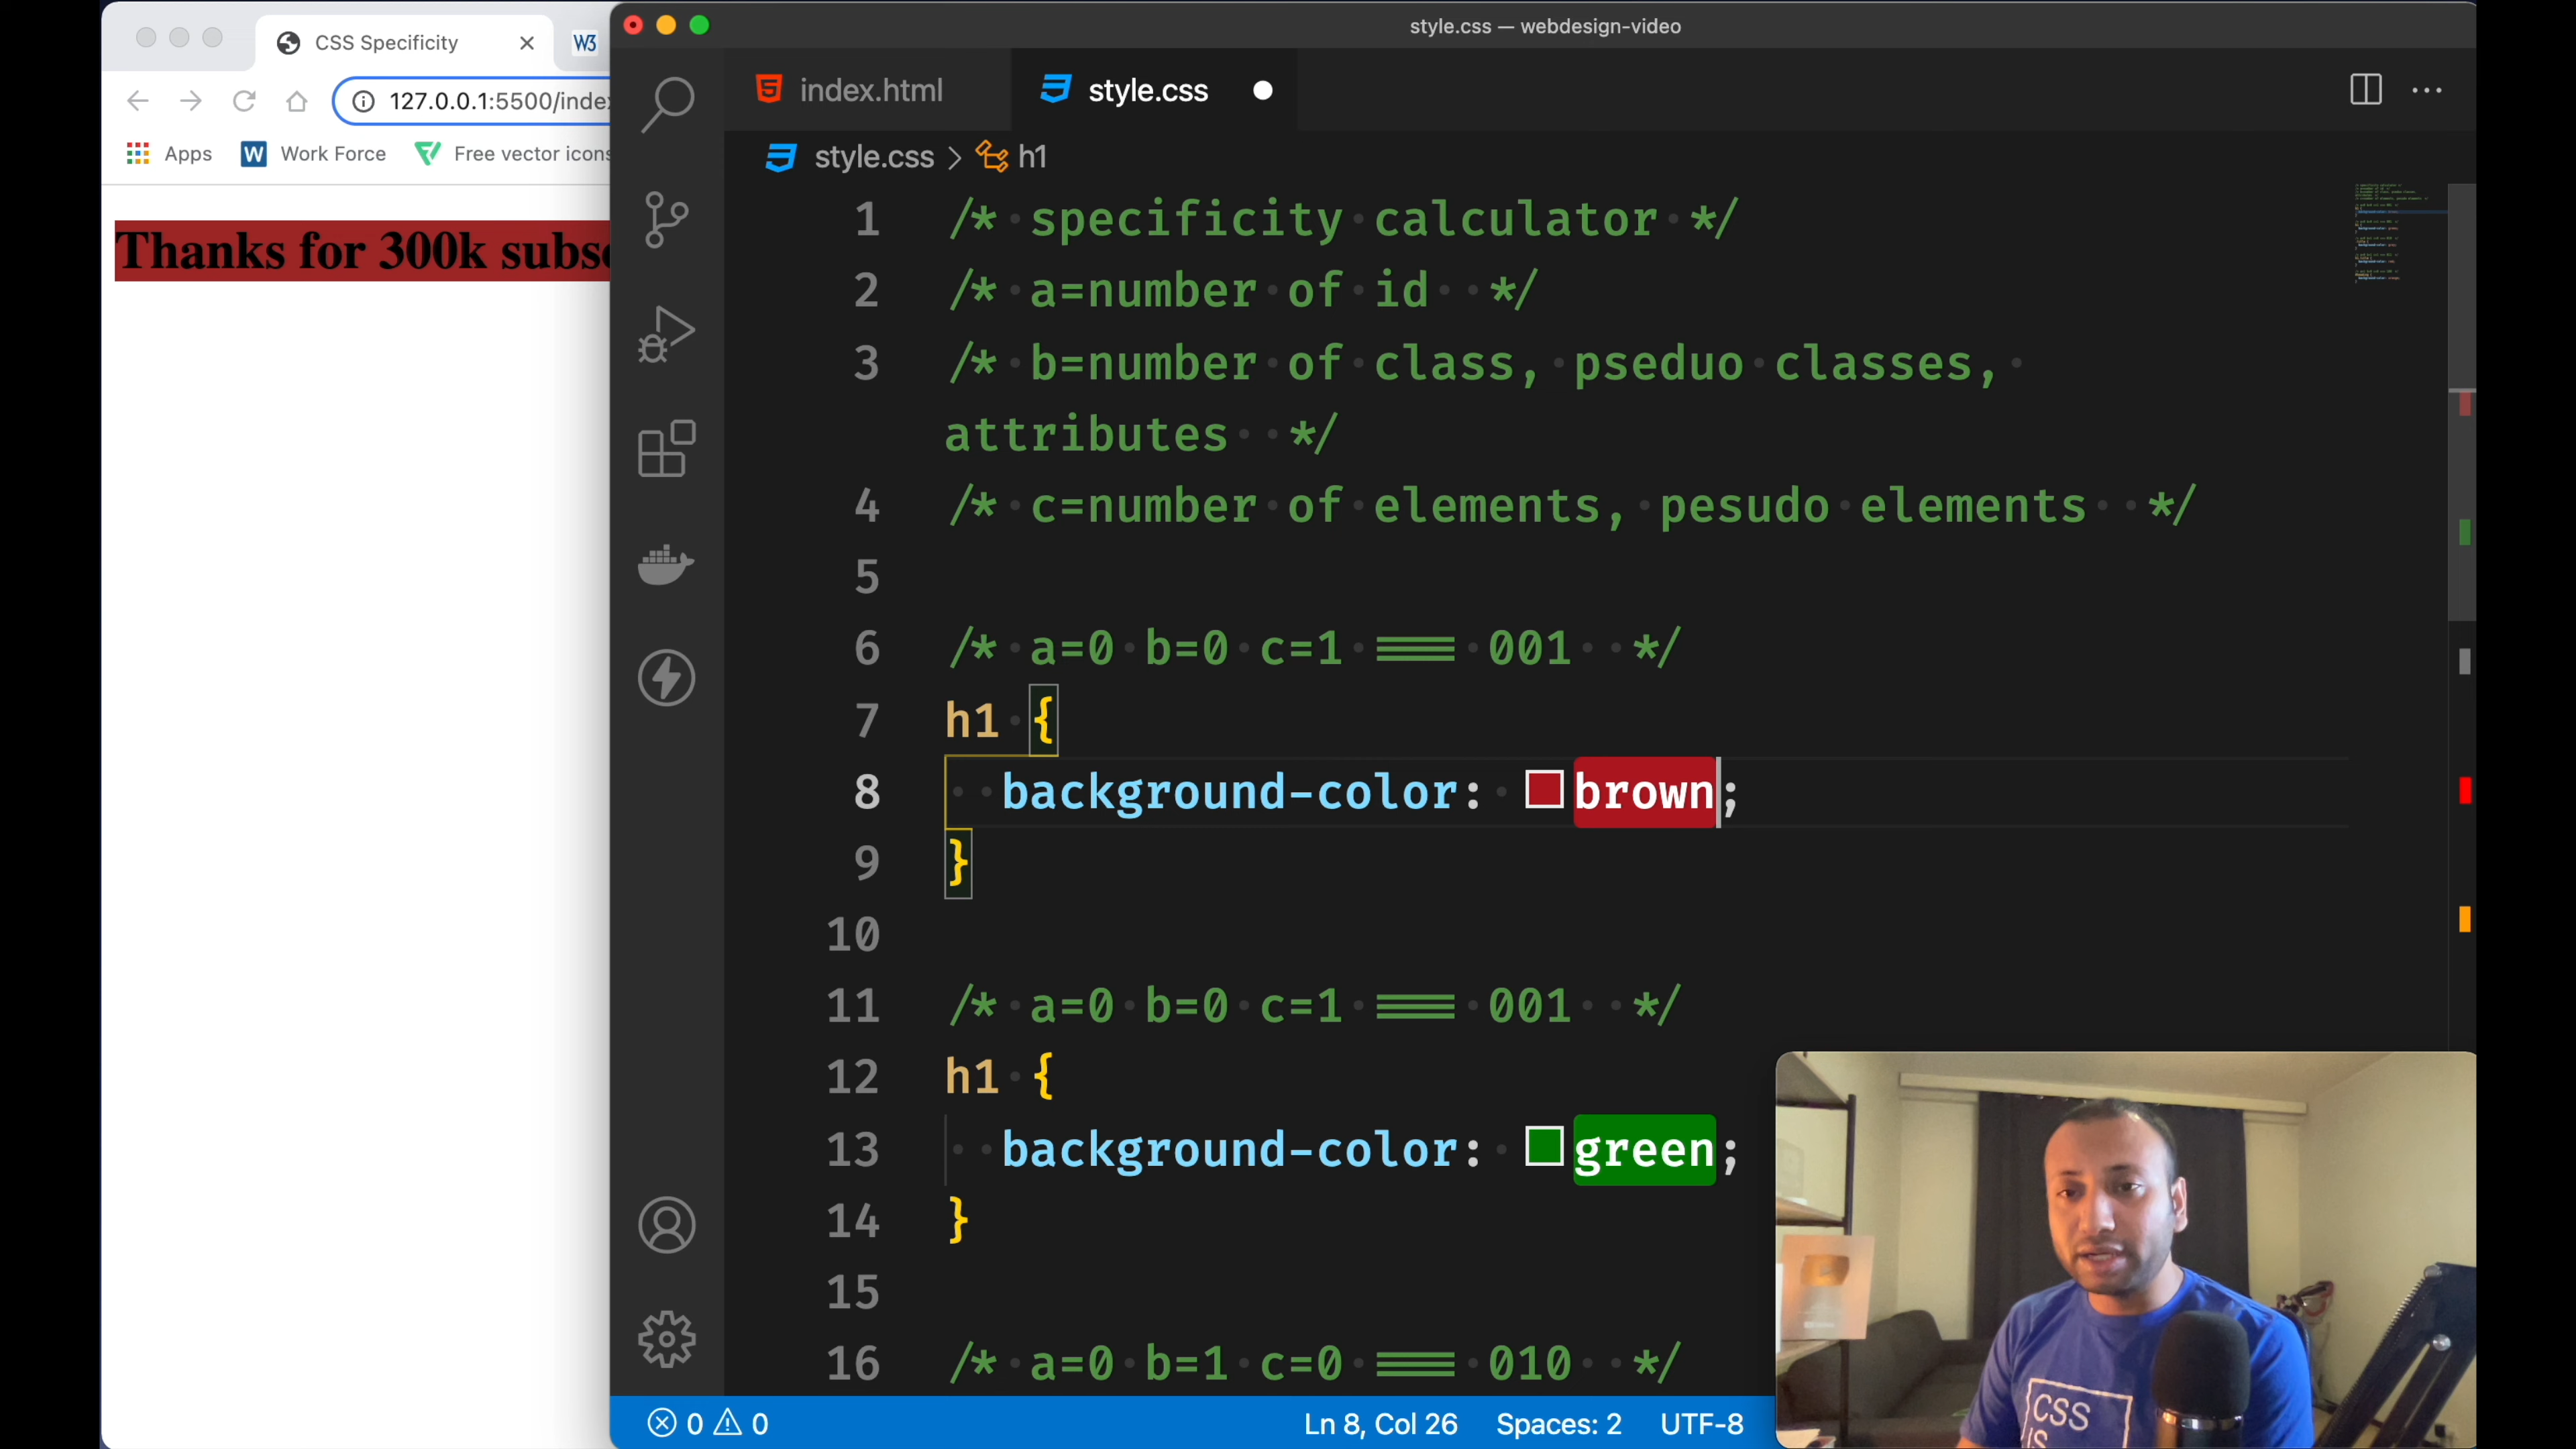 CSS Specificity
W3
127.0.0.1:5500/inde
Apps
W Work Force
Free vector icons
Thanks for 300k subs
style.css — webdesign-video
index.html
style.css
style.css > h1
1 /* specificity calculator */
2 /* a=number of id */
3 /* b=number of class, pseduo classes,
attributes */
4 /* c=number of elements, pesudo elements */
5
6 /* a=0 b=0 c=1 === 001 */
7 h1 {
8 background-color: brown;
9 }
10
11 /* a=0 b=0 c=1 === 001 */
12 h1 {
13 background-color: green;
14 }
15
16 /* a=0 b=1 c=0 === 010 */
0 0
Ln 8, Col 26 Spaces: 2 UTF-8
CSS
IS